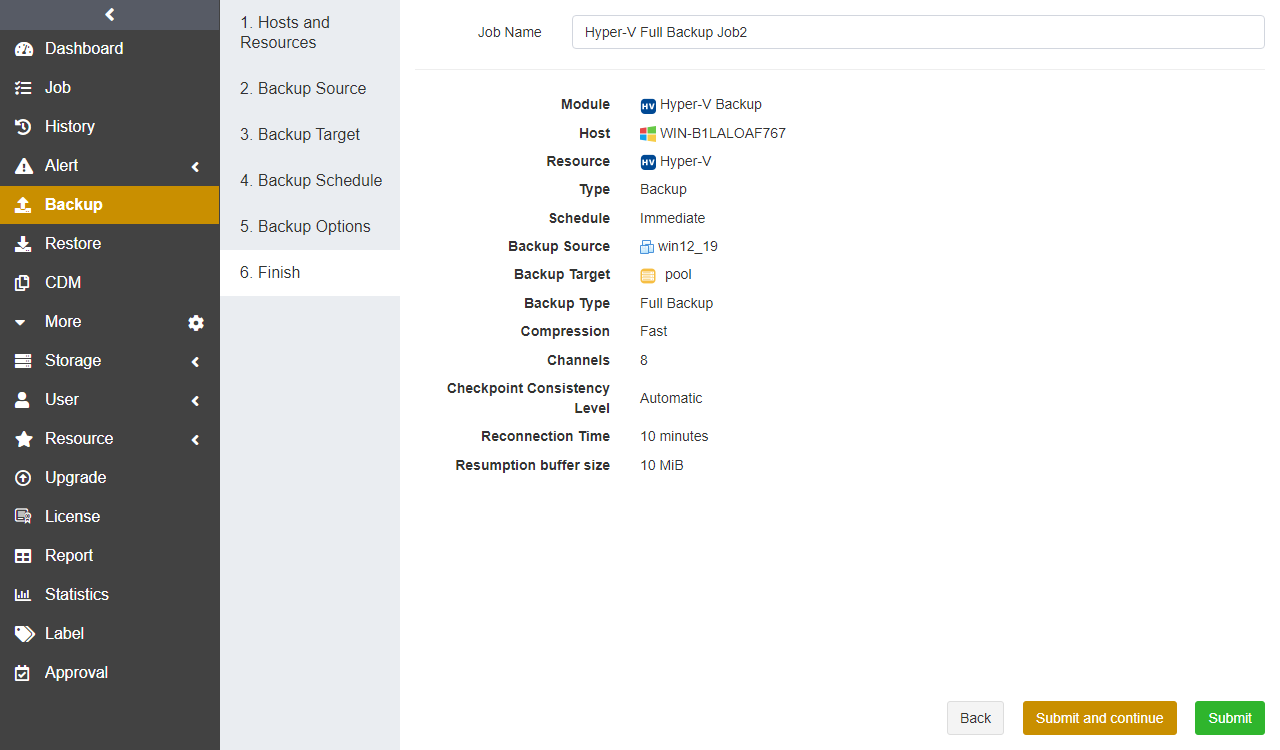 Dashboard
Job
History
Alert
Backup
Restore
CDM
More
Storage
User
Resource
Upgrade
License
Report
Statistics
Label
Approval
1. Hosts and
Resources
2. Backup Source
3. Backup Target
4. Backup Schedule
5. Backup Options
6. Finish
Job Name Hyper-V Full Backup Job2
Module HV Hyper-V Backup
Host WIN-B1LALOAF767
Resource HV Hyper-V
Type Backup
Schedule Immediate
Backup Source win12_19
Backup Target pool
Backup Type Full Backup
Compression Fast
Channels 8
Checkpoint Consistency
Level Automatic
Reconnection Time 10 minutes
Resumption buffer size 10 MiB
Back Submit and continue Submit